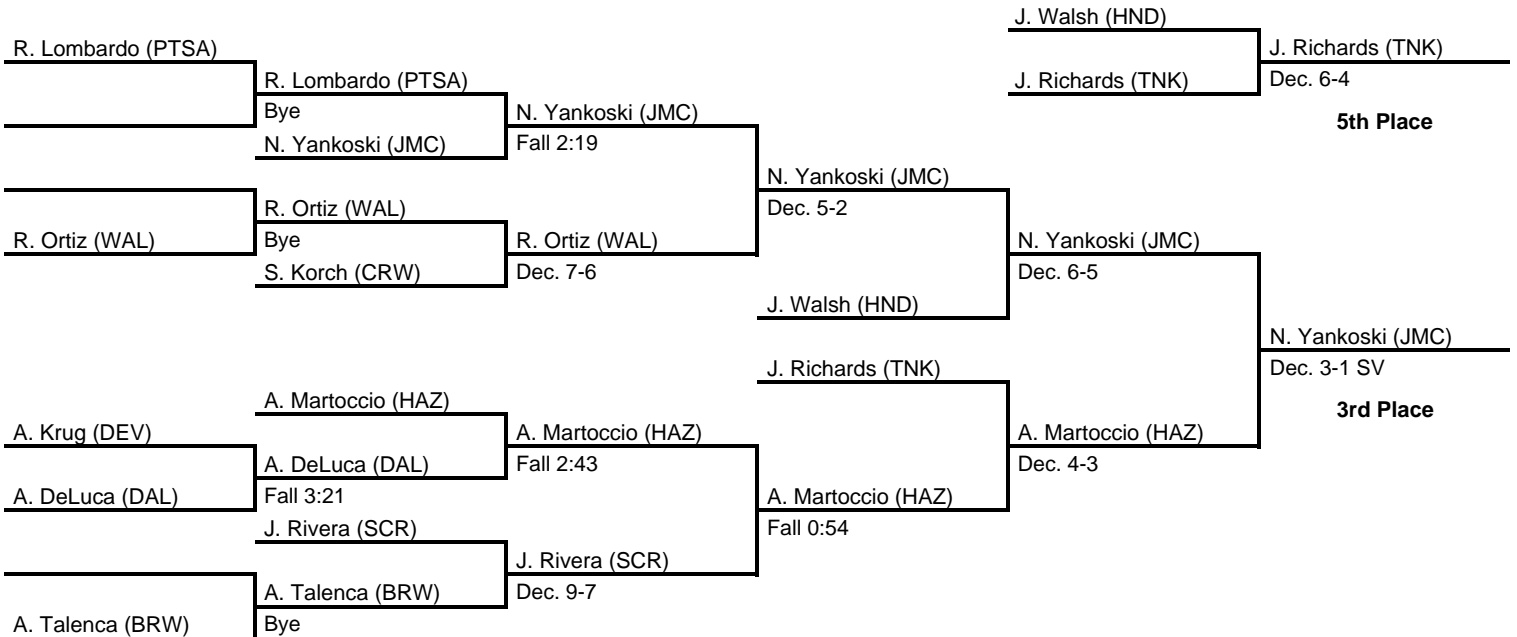 J. Walsh (HND)
R. Lombardo (PTSA)
J. Richards (TNK)
R. Lombardo (PTSA)
J. Richards (TNK)
Dec. 6-4
Bye
N. Yankoski (JMC)
5th Place
N. Yankoski (JMC)
Fall 2:19
N. Yankoski (JMC)
R. Ortiz (WAL)
Dec. 5-2
R. Ortiz (WAL)
Bye
R. Ortiz (WAL)
N. Yankoski (JMC)
S. Korch (CRW)
Dec. 7-6
Dec. 6-5
J. Walsh (HND)
N. Yankoski (JMC)
J. Richards (TNK)
Dec. 3-1 SV
A. Martoccio (HAZ)
3rd Place
A. Krug (DEV)
A. Martoccio (HAZ)
A. Martoccio (HAZ)
A. DeLuca (DAL)
Fall 2:43
Dec. 4-3
A. DeLuca (DAL)
Fall 3:21
A. Martoccio (HAZ)
J. Rivera (SCR)
Fall 0:54
J. Rivera (SCR)
A. Talenca (BRW)
Dec. 9-7
A. Talenca (BRW)
Bye